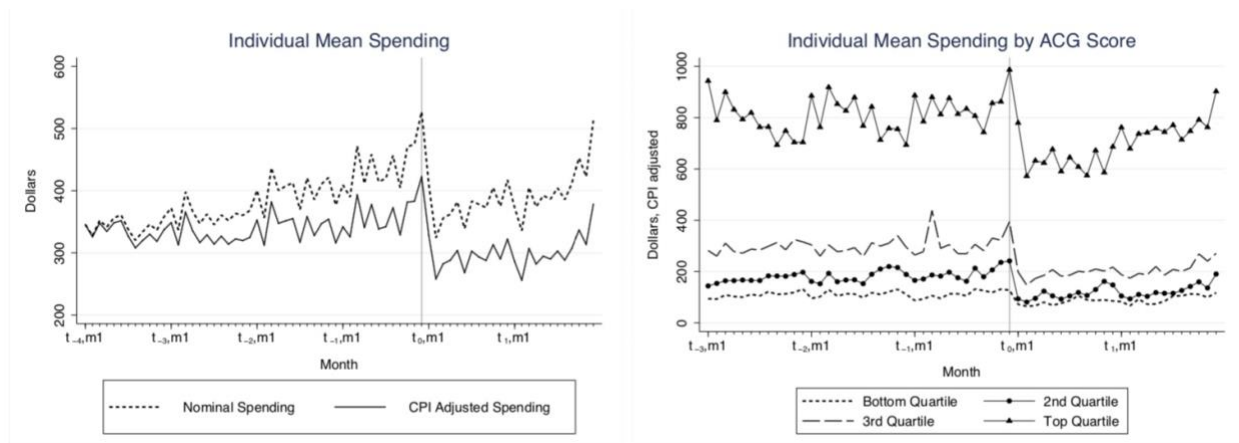 Individual Mean Spending
600
500
400
300
200
Dollars
t₋₄,m1 t₋₃,m1 t₋₂,m1 t₋₁,m1 t₀,m1 t₁,m1
Month
Nominal Spending CPI Adjusted Spending
Individual Mean Spending by ACG Score
1000
800
600
400
200
0
Dollars, CPI adjusted
t₋₃,m1 t₋₂,m1 t₋₁,m1 t₀,m1 t₁,m1
Month
Bottom Quartile 2nd Quartile
3rd Quartile Top Quartile